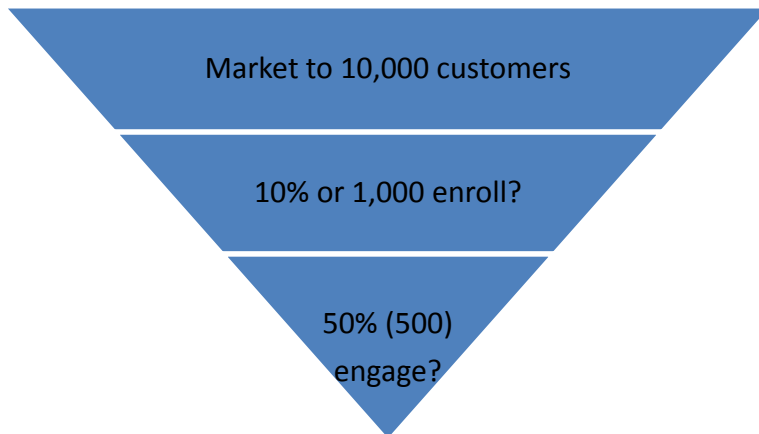 Market to 10,000 customers
10% or 1,000 enroll?
50% (500)
engage?